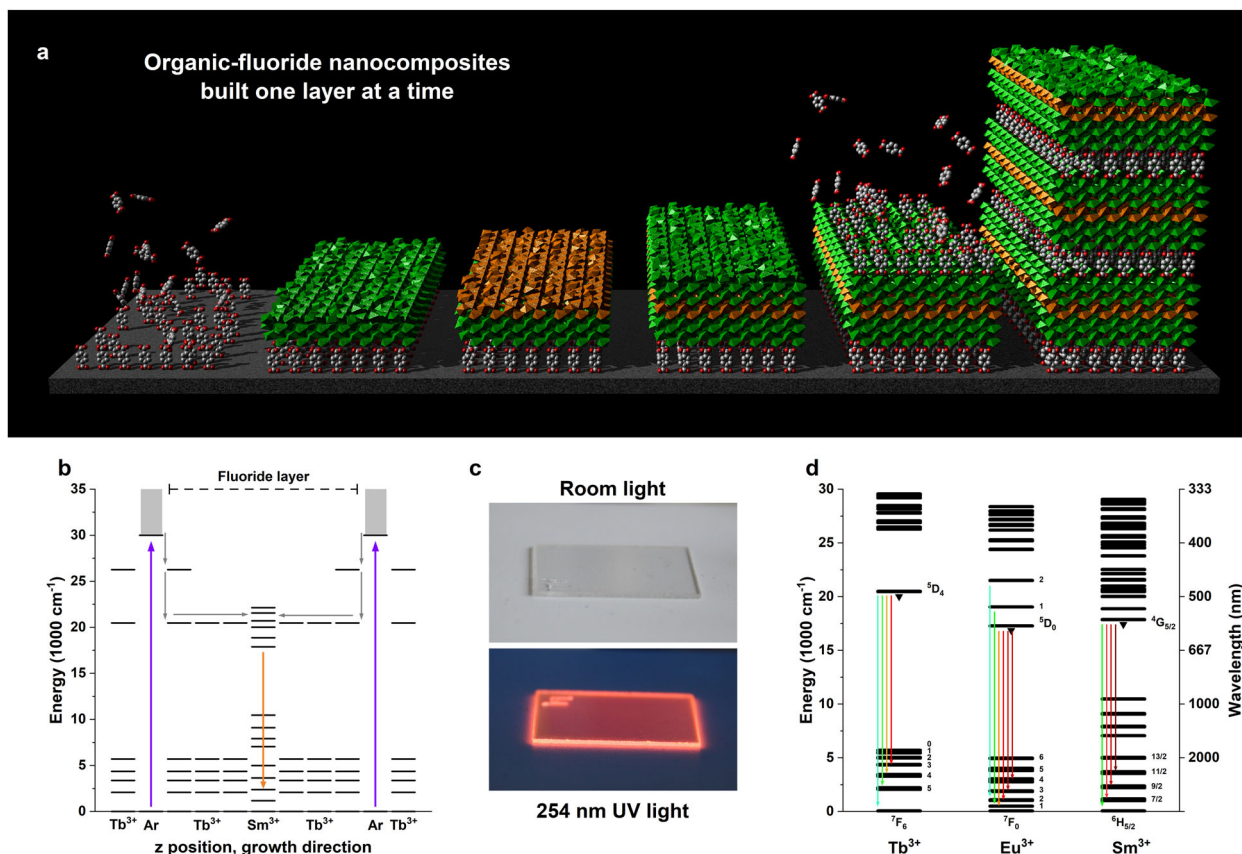 a
Organic-fluoride nanocomposites
built one layer at a time
b
Fluoride layer
Energy (1000 cm⁻¹)
35
30
25
20
15
10
5
0
Tb³⁺ Ar Tb³⁺ Sm³⁺ Tb³⁺ Ar Tb³⁺
z position, growth direction
c
Room light
254 nm UV light
d
Energy (1000 cm⁻¹)
30
25
20
15
10
5
0
⁵D₄
0
1
2
3
4
5
⁷F₆
Tb³⁺
2
1
⁵D₀
6
5
4
3
2
1
⁷F₀
Eu³⁺
⁴G₅/₂
13/2
11/2
9/2
7/2
⁶H₅/₂
Sm³⁺
333
400
500
667
1000
2000
Wavelength (nm)